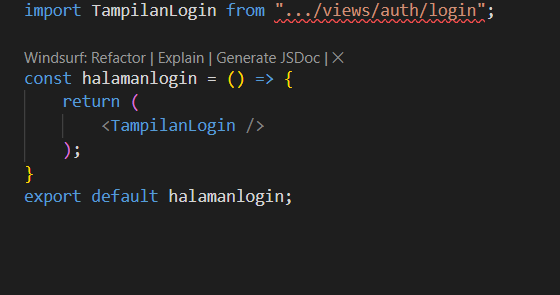 import TampilanLogin from ".../views/auth/login";
Windsurf: Refactor | Explain | Generate JSDoc | ×
const halamanlogin = () => {
return (
<TampilanLogin />
);
}
export default halamanlogin;